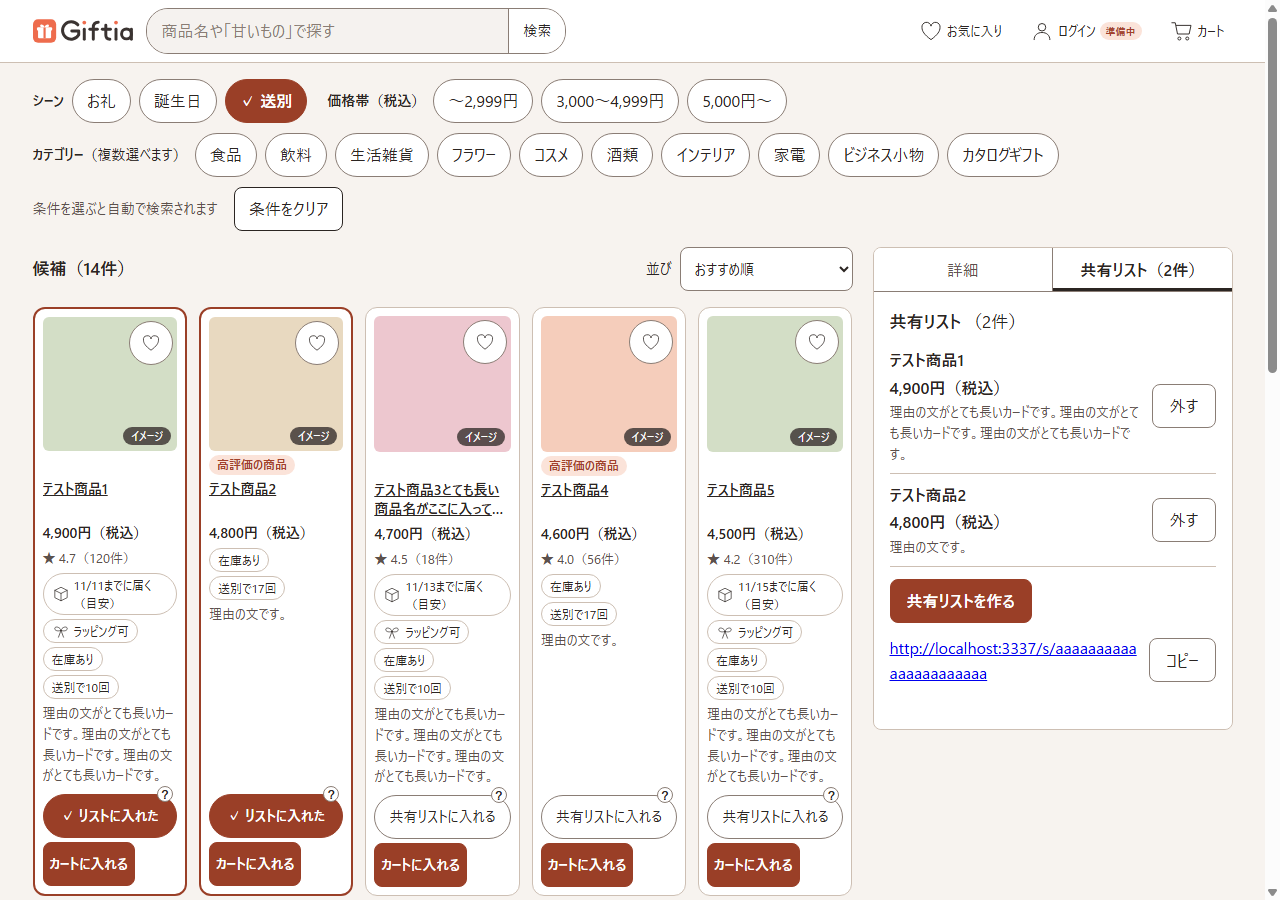 Giftia
商品名や「甘いもの」で探す
検索
お気に入り
ログイン 準備中
カート
シーン お礼 誕生日 ✓ 送別 価格帯（税込） ～2,999円 3,000～4,999円 5,000円～
カテゴリー（複数選べます） 食品 飲料 生活雑貨 フラワー コスメ 酒類 インテリア 家電 ビジネス小物 カタログギフト
条件を選ぶと自動で検索されます 条件をクリア
候補（14件）
並び おすすめ順
イメージ
テスト商品1
4,900円（税込）
★ 4.7（120件）
11/11までに届く
（目安）
ラッピング可
在庫あり
送別で10回
理由の文がとても長いカー
ドです。理由の文がとても
長いカードです。理由の文
がとても長いカードです。
?
✓ リストに入れた
カートに入れる
イメージ
高評価の商品
テスト商品2
4,800円（税込）
在庫あり
送別で17回
理由の文です。
?
✓ リストに入れた
カートに入れる
イメージ
テスト商品3とても長い
商品名がここに入って…
4,700円（税込）
★ 4.5（18件）
11/13までに届く
（目安）
ラッピング可
在庫あり
送別で10回
理由の文がとても長いカー
ドです。理由の文がとても
長いカードです。理由の文
がとても長いカードです。
?
共有リストに入れる
カートに入れる
イメージ
高評価の商品
テスト商品4
4,600円（税込）
★ 4.0（56件）
在庫あり
送別で17回
理由の文です。
?
共有リストに入れる
カートに入れる
イメージ
テスト商品5
4,500円（税込）
★ 4.2（310件）
11/15までに届く
（目安）
ラッピング可
在庫あり
送別で10回
理由の文がとても長いカー
ドです。理由の文がとても
長いカードです。理由の文
がとても長いカードです。
?
共有リストに入れる
カートに入れる
詳細
共有リスト（2件）
共有リスト （2件）
テスト商品1
4,900円（税込）
理由の文がとても長いカードです。理由の文がとて
も長いカードです。理由の文がとても長いカードで
す。
外す
テスト商品2
4,800円（税込）
理由の文です。
外す
共有リストを作る
http://localhost:3337/s/aaaaaaaaaa
aaaaaaaaaaaa
コピー